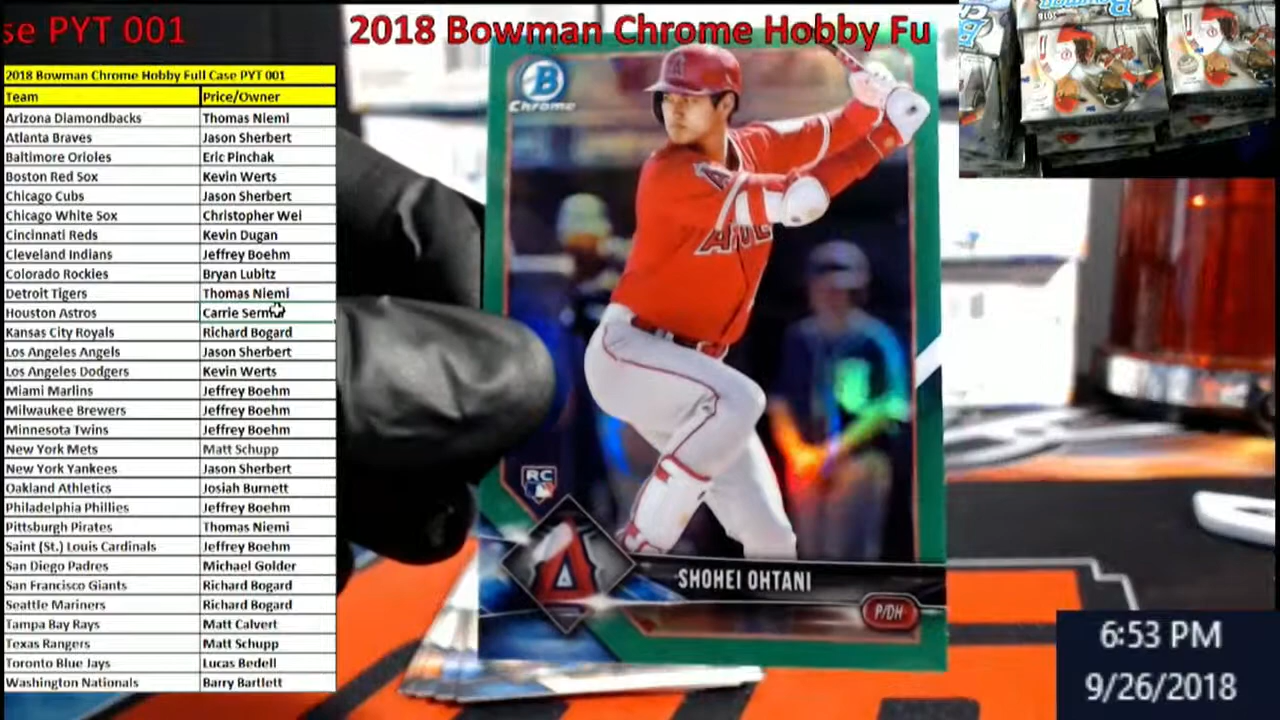 se PYT 001
2018 Bowman Chrome Hobby Fu
2018 Bowman Chrome Hobby Full Case PYT 001
Team Price/Owner
Arizona Diamondbacks Thomas Niemi
Atlanta Braves Jason Sherbert
Baltimore Orioles Eric Pinchak
Boston Red Sox Kevin Werts
Chicago Cubs Jason Sherbert
Chicago White Sox Christopher Wei
Cincinnati Reds Kevin Dugan
Cleveland Indians Jeffrey Boehm
Colorado Rockies Bryan Lubitz
Detroit Tigers Thomas Niemi
Houston Astros Carrie
Kansas City Royals Richard Bogard
Los Angeles Angels Jason Sherbert
Los Angeles Dodgers Kevin Werts
Miami Marlins Jeffrey Boehm
Milwaukee Brewers Jeffrey Boehm
Minnesota Twins Jeffrey Boehm
New York Mets Matt Schupp
New York Yankees Jason Sherbert
Oakland Athletics Josiah Burnett
Philadelphia Phillies Jeffrey Boehm
Pittsburgh Pirates Thomas Niemi
Saint (St.) Louis Cardinals Jeffrey Boehm
San Diego Padres Michael Golder
San Francisco Giants Richard Bogard
Seattle Mariners Richard Bogard
Tampa Bay Rays Matt Calvert
Texas Rangers Matt Schupp
Toronto Blue Jays Lucas Bedell
Washington Nationals Barry Bartlett
B
Chrome
A
RC
A
SHOHEI OHTANI
P/DH
6:53 PM
9/26/2018